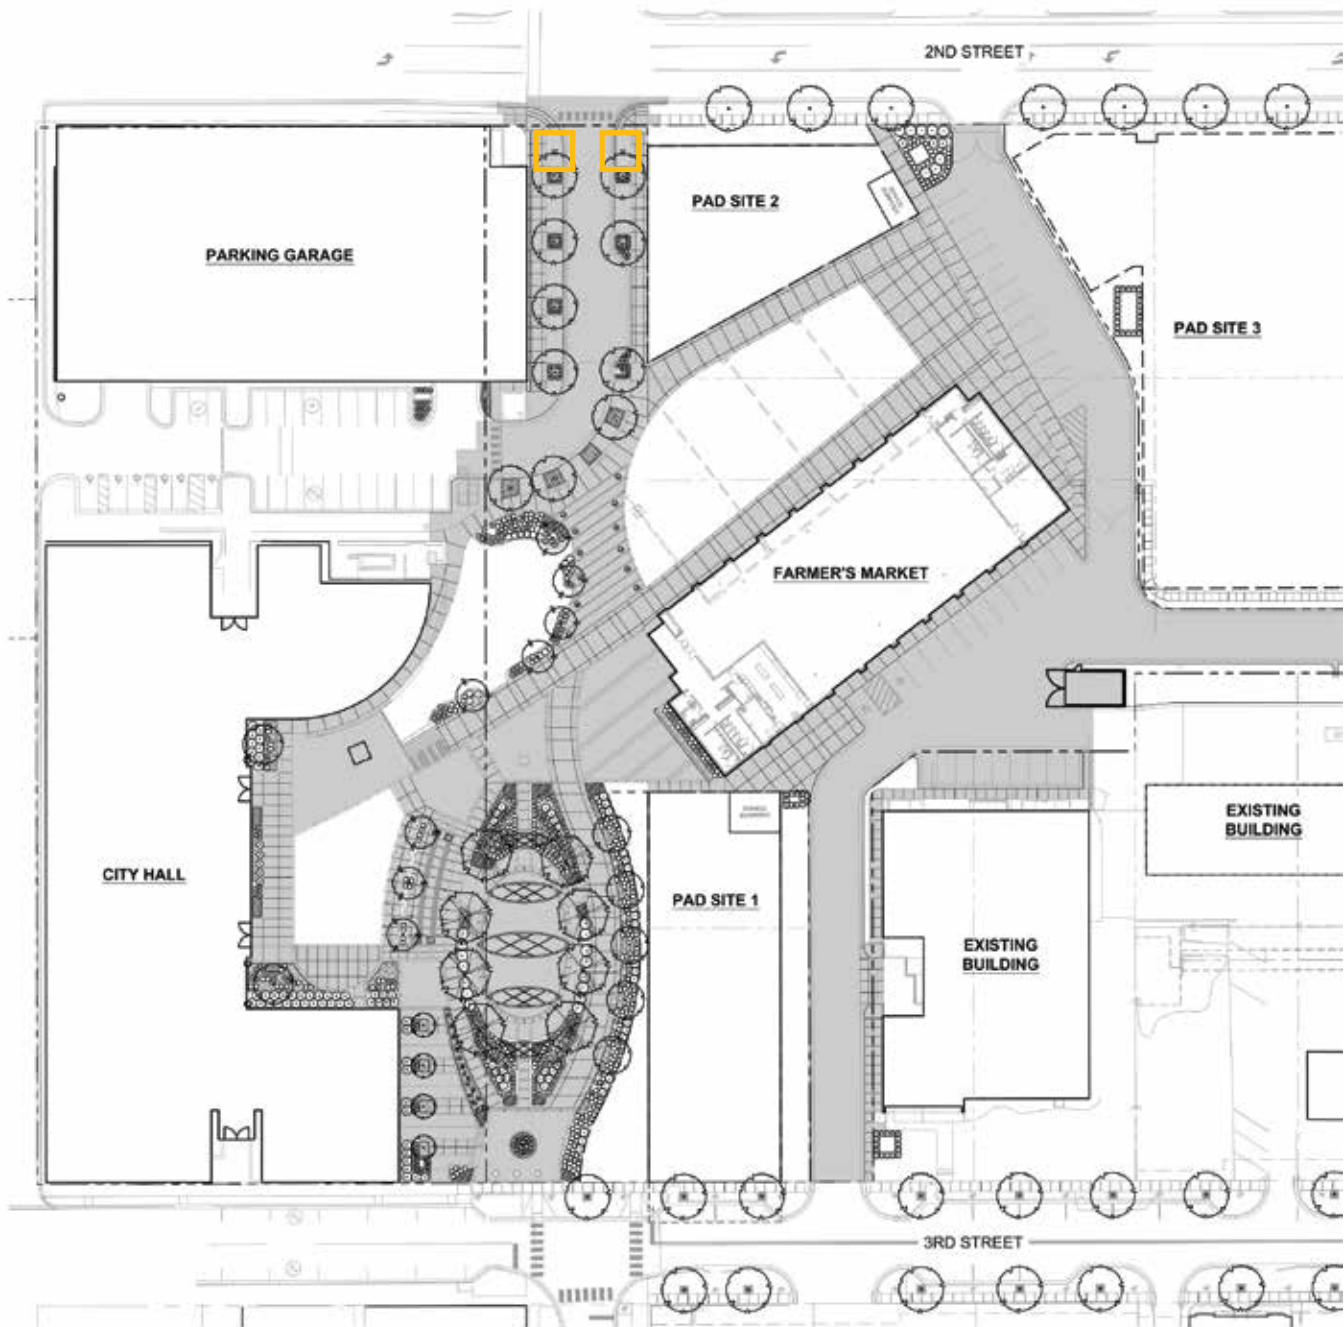 2ND STREET
PAD SITE 2
PARKING GARAGE
PAD SITE 3
FARMER'S MARKET
EXISTING
BUILDING
CITY HALL
PAD SITE 1
EXISTING
BUILDING
3RD STREET